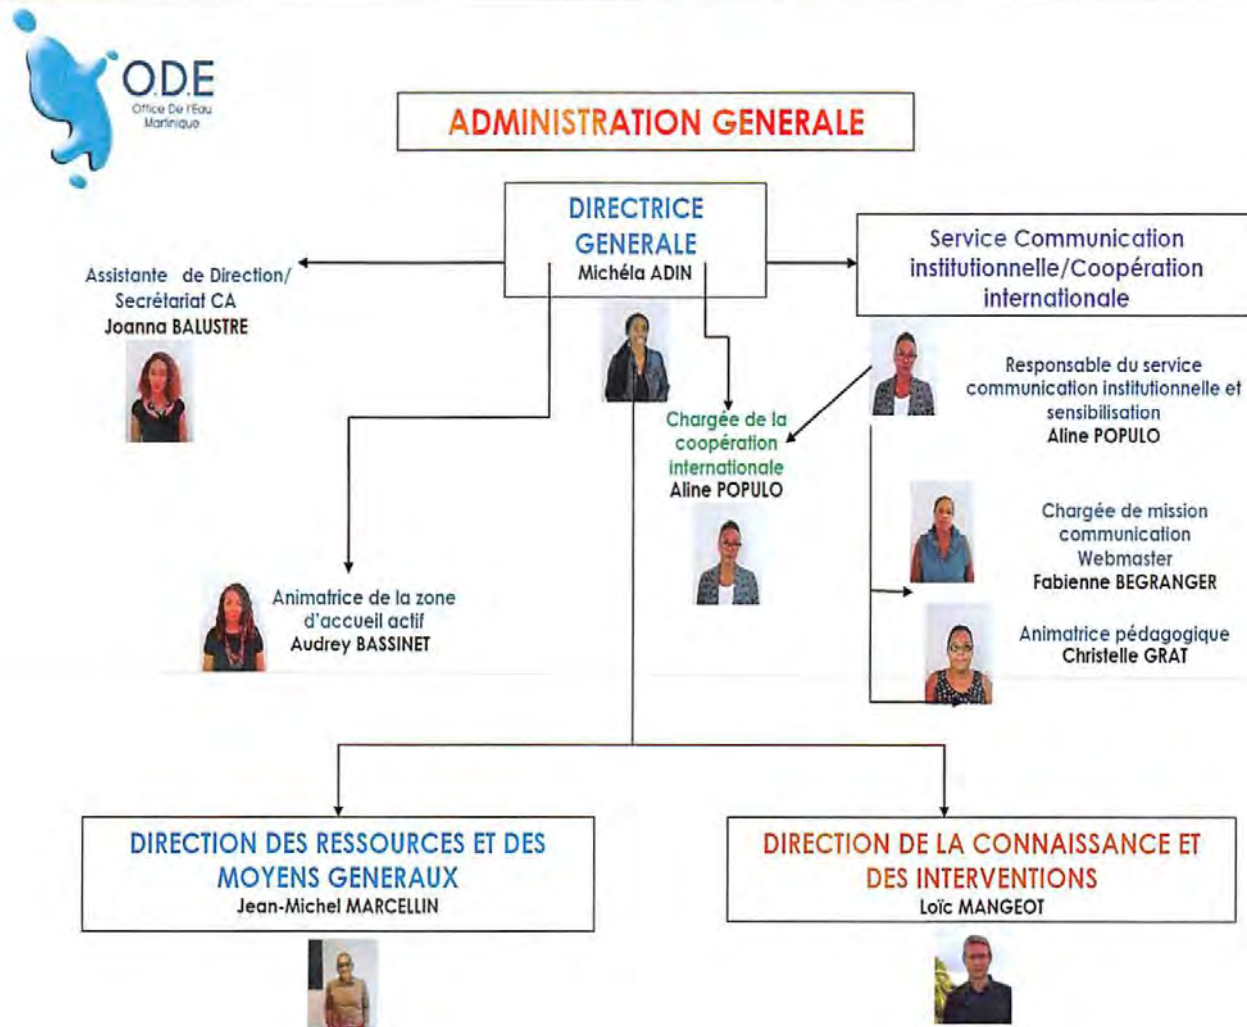 O.D.E
Office De l'Eau
Martinique
ADMINISTRATION GENERALE
DIRECTRICE
GENERALE
Michéla ADIN
Service Communication
institutionnelle/Coopération
internationale
Assistante de Direction/
Secrétariat CA
Joanna BALUSTRE
Responsable du service
communication institutionnelle et
sensibilisation
Aline POPULO
Chargée de la
coopération
internationale
Aline POPULO
Chargée de mission
communication
Webmaster
Fabienne BEGRANGER
Animatrice de la zone
d'accueil actif
Audrey BASSINET
Animatrice pédagogique
Christelle GRAT
DIRECTION DES RESSOURCES ET DES
MOYENS GENERAUX
Jean-Michel MARCELLIN
DIRECTION DE LA CONNAISSANCE ET
DES INTERVENTIONS
Loïc MANGEOT